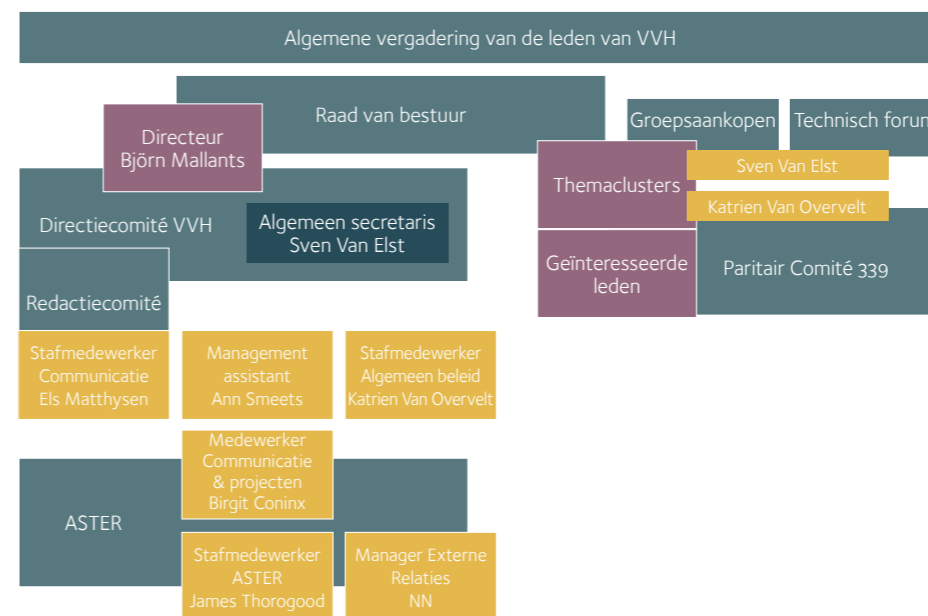 Algemene vergadering van de leden van VVH
Raad van bestuur
Directeur
Björn Mallants
Groepsaankopen
Technisch forum
Themaclusters
Sven Van Elst
Katrien Van Overvelt
Directiecomité VVH
Algemeen secretaris
Sven Van Elst
Geïnteresseerde
leden
Paritair Comité 339
Redactiecomité
Stafmedewerker
Communicatie
Els Matthysen
Management
assistant
Ann Smeets
Stafmedewerker
Algemeen beleid
Katrien Van Overvelt
Medewerker
Communicatie
& projecten
Birgit Coninx
ASTER
Stafmedewerker
ASTER
James Thorogood
Manager Externe
Relaties
NN